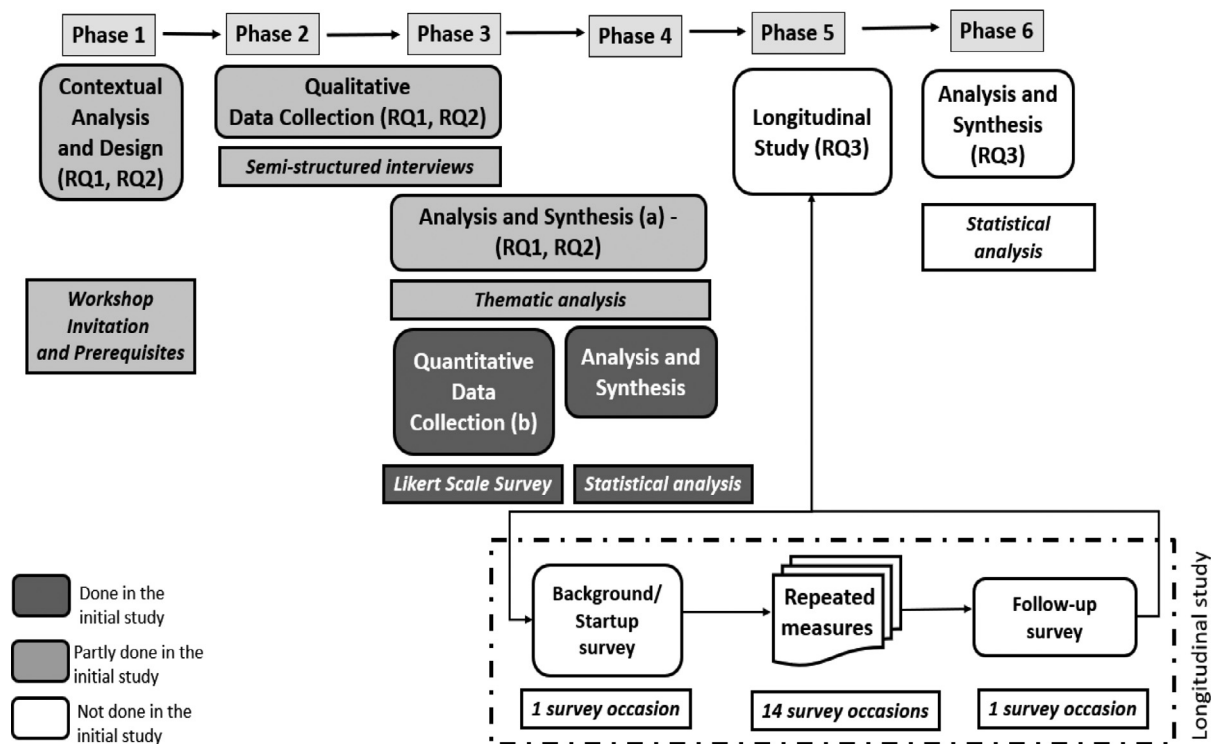 Phase 1
Phase 2
Phase 3
Phase 4
Phase 5
Phase 6
Contextual
Analysis
and Design
(RQ1, RQ2)
Qualitative
Data Collection (RQ1, RQ2)
Semi-structured interviews
Longitudinal
Study (RQ3)
Analysis and
Synthesis
(RQ3)
Statistical
analysis
Analysis and Synthesis (a) -
(RQ1, RQ2)
Thematic analysis
Workshop
Invitation
and Prerequisites
Quantitative
Data
Collection (b)
Analysis and
Synthesis
Likert Scale Survey
Statistical analysis
Done in the
initial study
Partly done in the
initial study
Not done in the
initial study
Background/
Startup
survey
Repeated
measures
Follow-up
survey
1 survey occasion
14 survey occasions
1 survey occasion
Longitudinal study